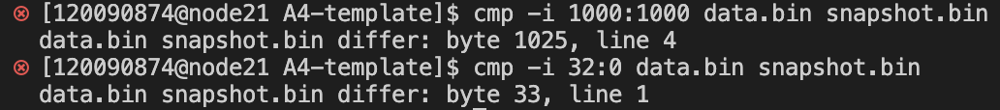 [120090874@node21 A4-template]$ cmp -i 1000:1000 data.bin snapshot.bin
data.bin snapshot.bin differ: byte 1025, line 4
[120090874@node21 A4-template]$ cmp -i 32:0 data.bin snapshot.bin
data.bin snapshot.bin differ: byte 33, line 1